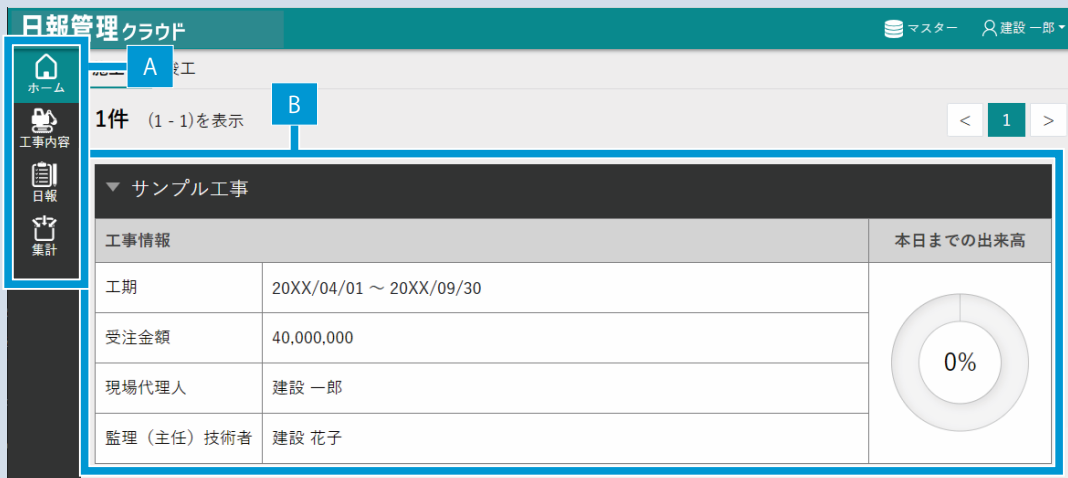 日報管理クラウド
マスター
建設 一郎
ホーム
A
工
1件 (1 - 1)を表示
B
< 1 >
工事内容
日報
集計
サンプル工事
工事情報 本日までの出来高
工期 20XX/04/01 ～ 20XX/09/30
受注金額 40,000,000
0%
現場代理人 建設 一郎
監理（主任）技術者 建設 花子